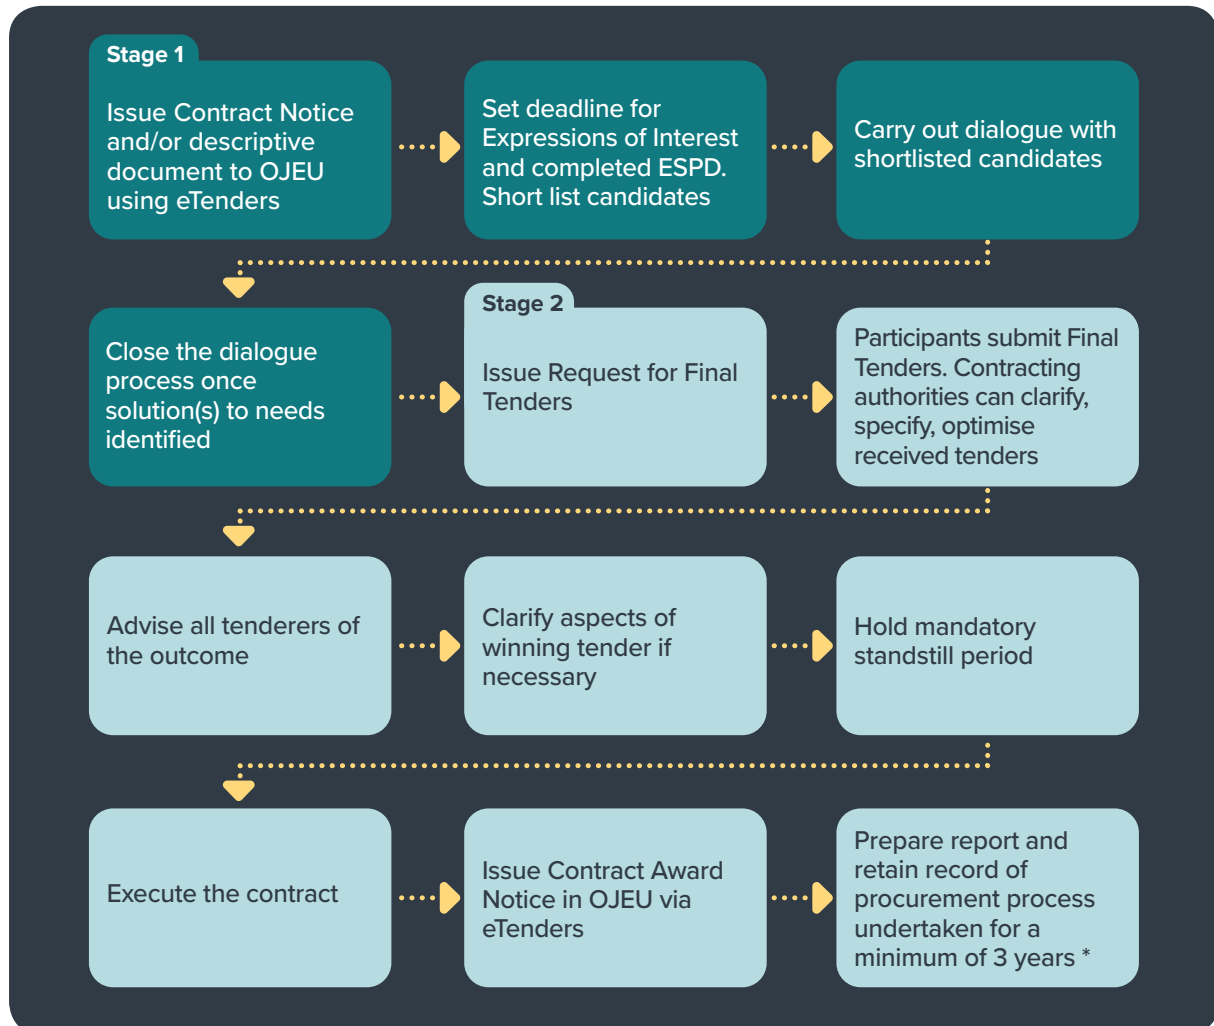 Stage 1
Issue Contract Notice
and/or descriptive
document to OJEU
using eTenders
Set deadline for
Expressions of Interest
and completed ESPD.
Short list candidates
Carry out dialogue with
shortlisted candidates
Close the dialogue
process once
solution(s) to needs
identified
Stage 2
Issue Request for Final
Tenders
Participants submit Final
Tenders. Contracting
authorities can clarify,
specify, optimise
received tenders
Advise all tenderers of
the outcome
Clarify aspects of
winning tender if
necessary
Hold mandatory
standstill period
Execute the contract
Issue Contract Award
Notice in OJEU via
eTenders
Prepare report and
retain record of
procurement process
undertaken for a
minimum of 3 years *